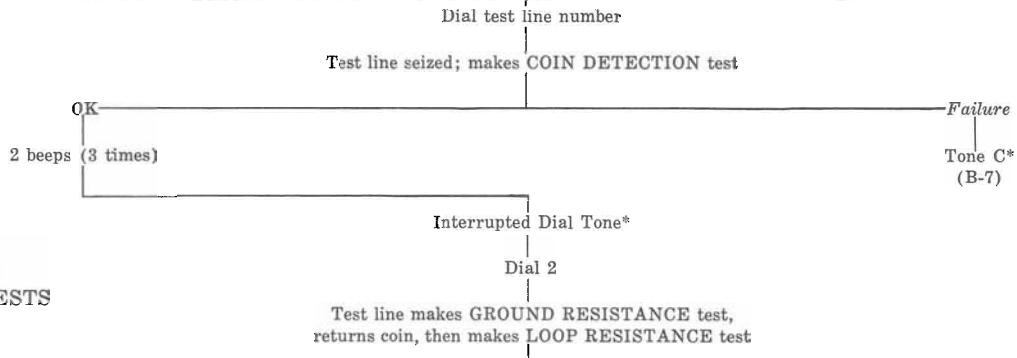 Dial test line number
Test line seized; makes COIN DETECTION test
OK
Failure
2 beeps (3 times)
Tone C*
(B-7)
Interrupted Dial Tone*
Dial 2
ESTS
Test line makes GROUND RESISTANCE test,
returns coin, then makes LOOP RESISTANCE test